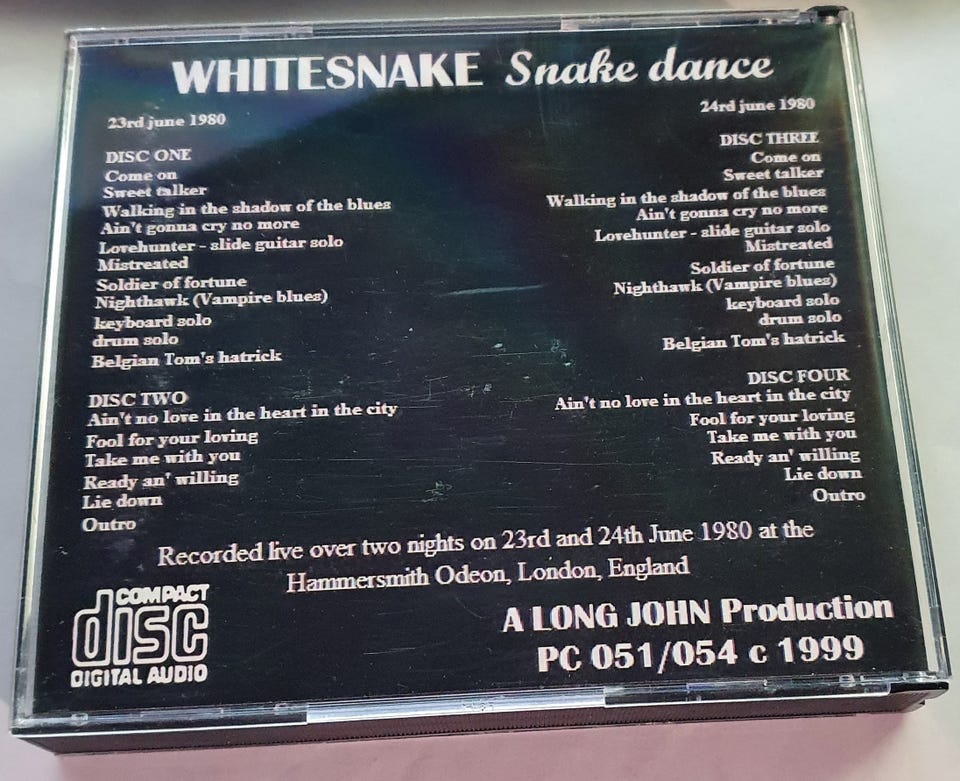 WHITESNAKE Snake dance
23rd june 1980
DISC ONE
Come on
Sweet talker
Walking in the shadow of the blues
Ain't gonna cry no more
Lovehunter - slide guitar solo
Mistreated
Soldier of fortune
Nighthawk (Vampire blues)
keyboard solo
drum solo
Belgian Tom's hatrick
DISC TWO
Ain't no love in the heart in the city
Fool for your loving
Take me with you
Ready an' willing
Lie down
Outro
24rd june 1980
DISC THREE
Come on
Sweet talker
Walking in the shadow of the blues
Ain't gonna cry no more
Lovehunter - slide guitar solo
Mistreated
Soldier of fortune
Nighthawk (Vampire blues)
keyboard solo
drum solo
Belgian Tom's hatrick
DISC FOUR
Ain't no love in the heart in the city
Fool for your loving
Take me with you
Ready an' willing
Lie down
Outro
Recorded live over two nights on 23rd and 24th June 1980 at the
Hammersmith Odeon, London, England
COMPACT
disc
DIGITAL AUDIO
A LONG JOHN Production
PC 051/054 c 1999